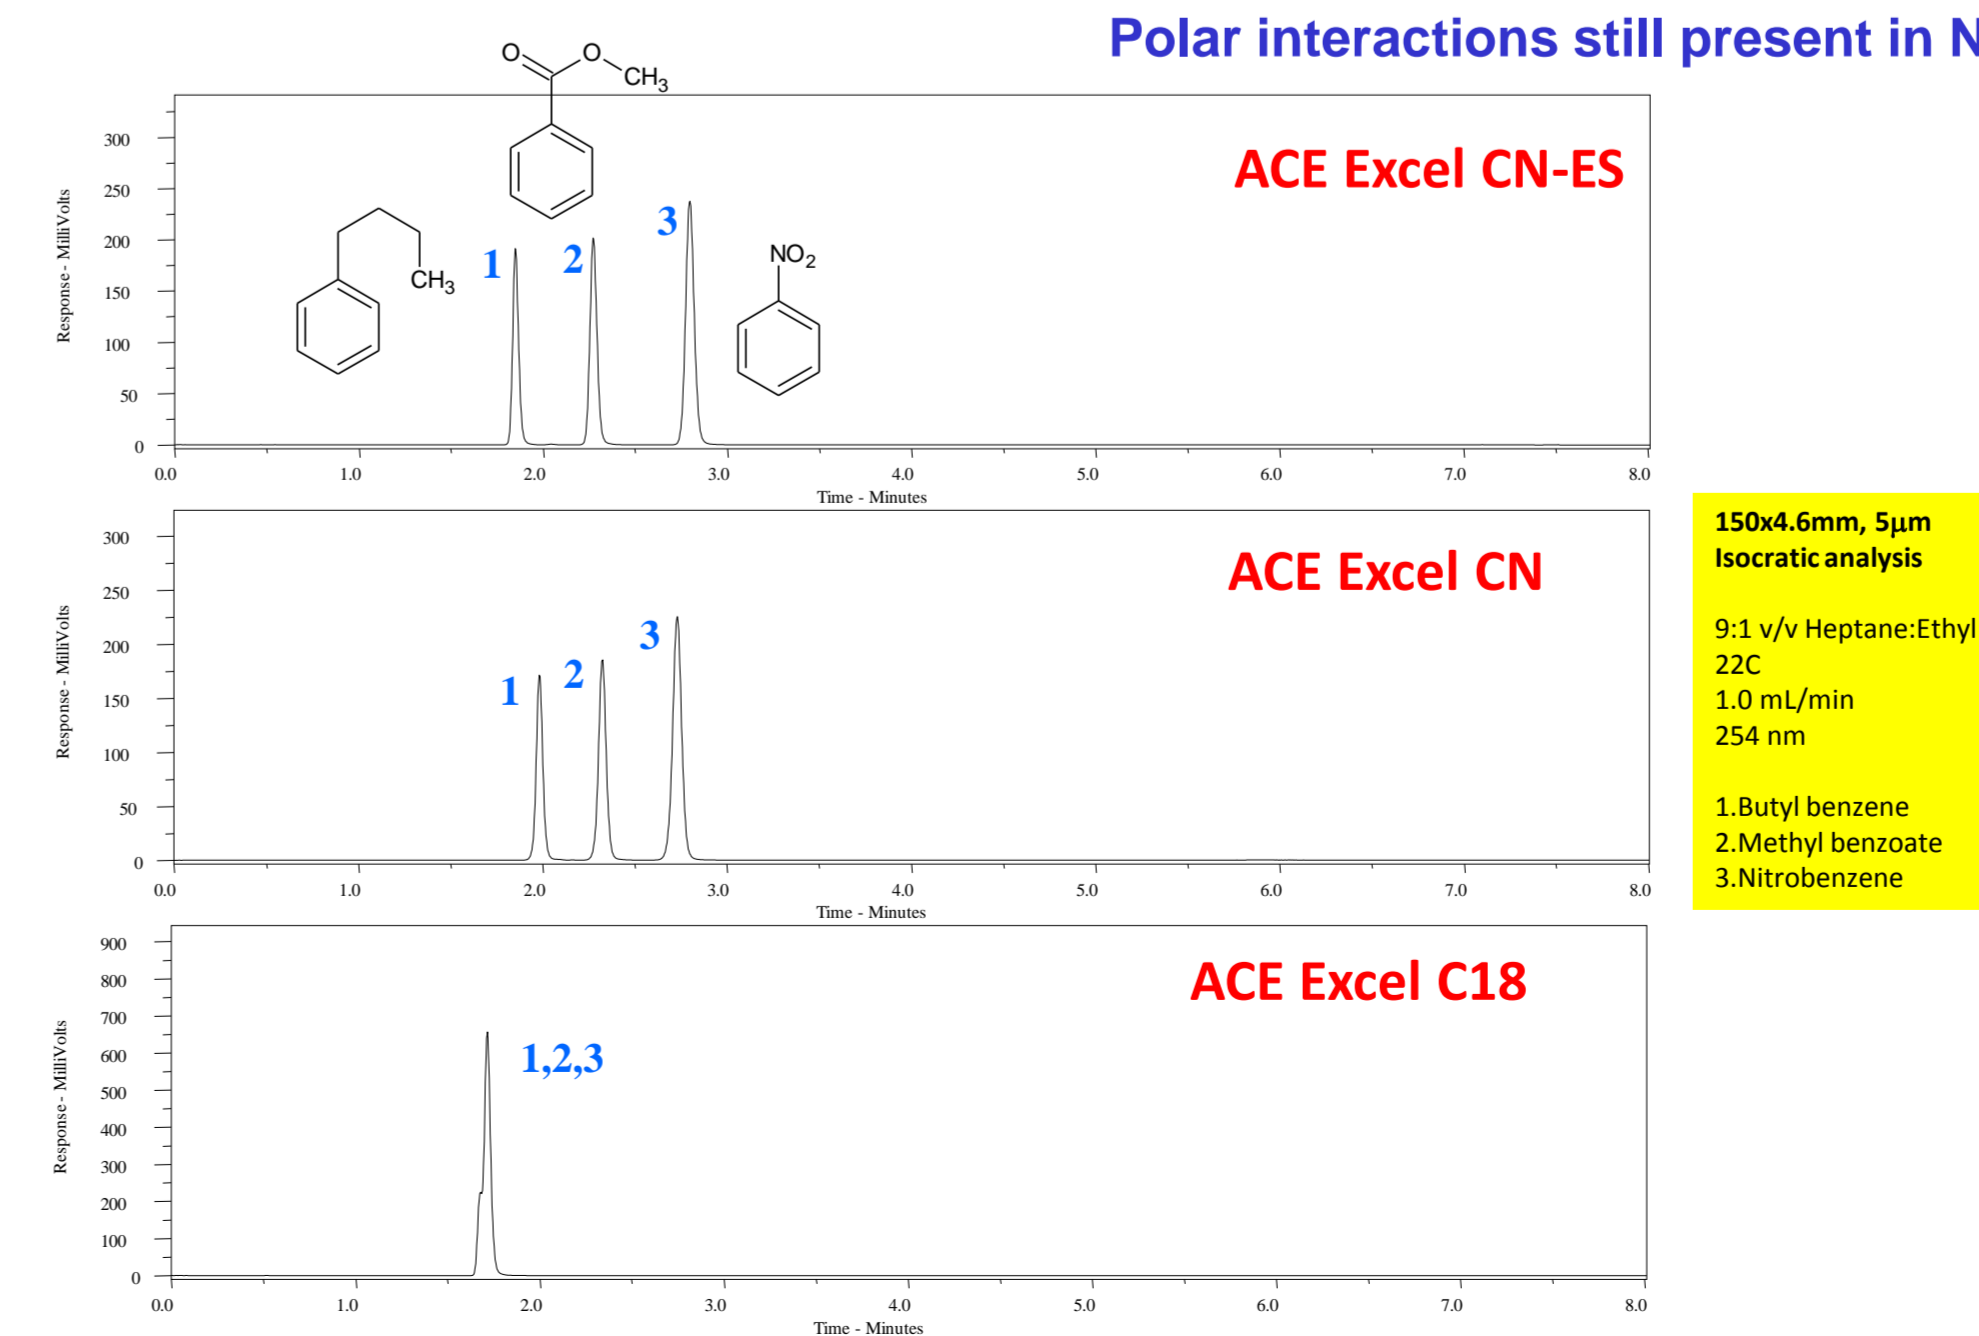 Polar interactions still present in N
O
O
CH3
ACE Excel CN-ES
300
250
200
150
100
50
0
Response - MilliVolts
1
2
3
CH3
NO2
0.0 1.0 2.0 3.0 4.0 5.0 6.0 7.0 8.0
Time - Minutes
ACE Excel CN
300
250
200
150
100
50
0
Response - MilliVolts
1
2
3
0.0 1.0 2.0 3.0 4.0 5.0 6.0 7.0 8.0
Time - Minutes
150x4.6mm, 5µm
Isocratic analysis
9:1 v/v Heptane:Ethyl
22C
1.0 mL/min
254 nm
1.Butyl benzene
2.Methyl benzoate
3.Nitrobenzene
ACE Excel C18
900
800
700
600
500
400
300
200
100
0
Response - MilliVolts
1,2,3
0.0 1.0 2.0 3.0 4.0 5.0 6.0 7.0 8.0
Time - Minutes